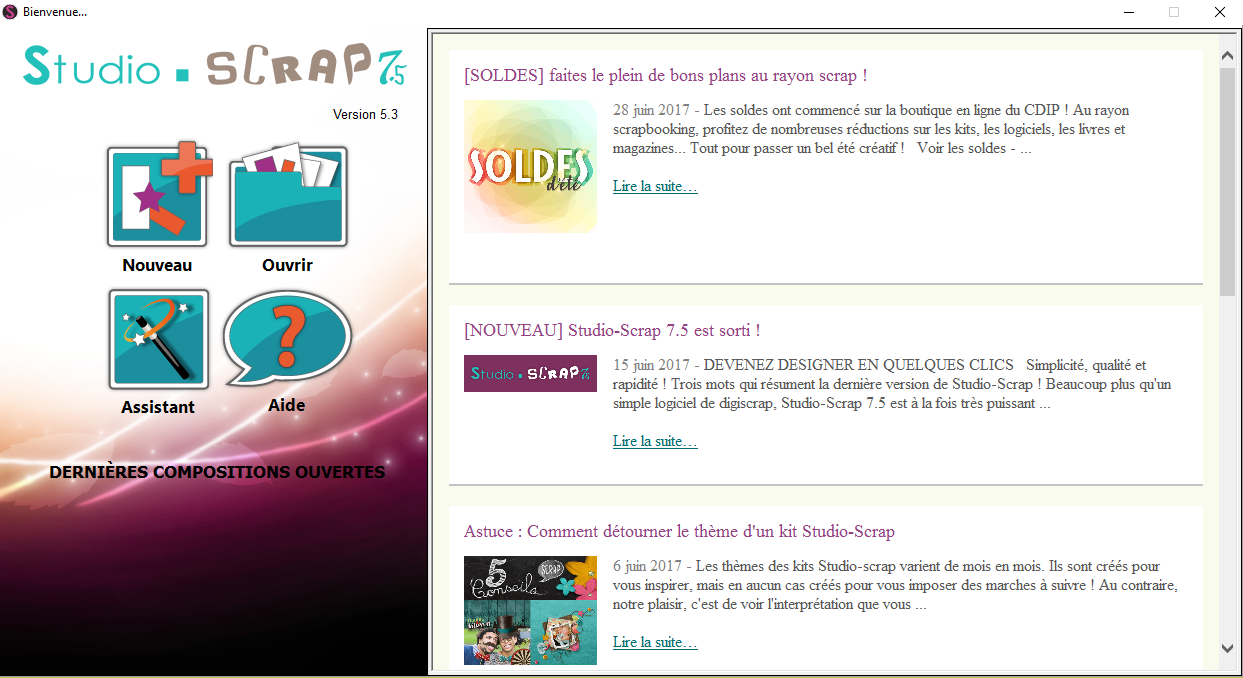 Bienvenue...
Studio SCRAP 7.5
Version 5.3
Nouveau
Ouvrir
Assistant
Aide
DERNIÈRES COMPOSITIONS OUVERTES
[SOLDES] faites le plein de bons plans au rayon scrap !
SOLDES
d'été
28 juin 2017 - Les soldes ont commencé sur la boutique en ligne du CDIP ! Au rayon
scrapbooking, profitez de nombreuses réductions sur les kits, les logiciels, les livres et
magazines... Tout pour passer un bel été créatif !   Voir les soldes - ...
Lire la suite…
[NOUVEAU] Studio-Scrap 7.5 est sorti !
Studio SCRAP 7.5
15 juin 2017 - DEVENEZ DESIGNER EN QUELQUES CLICS   Simplicité, qualité et
rapidité ! Trois mots qui résument la dernière version de Studio-Scrap ! Beaucoup plus qu'un
simple logiciel de digiscrap, Studio-Scrap 7.5 est à la fois très puissant ...
Lire la suite…
Astuce : Comment détourner le thème d'un kit Studio-Scrap
5
Conseils
SCRAP
6 juin 2017 - Les thèmes des kits Studio-scrap varient de mois en mois. Ils sont créés pour
vous inspirer, mais en aucun cas créés pour vous imposer des marches à suivre ! Au contraire,
notre plaisir, c'est de voir l'interprétation que vous ...
Lire la suite…